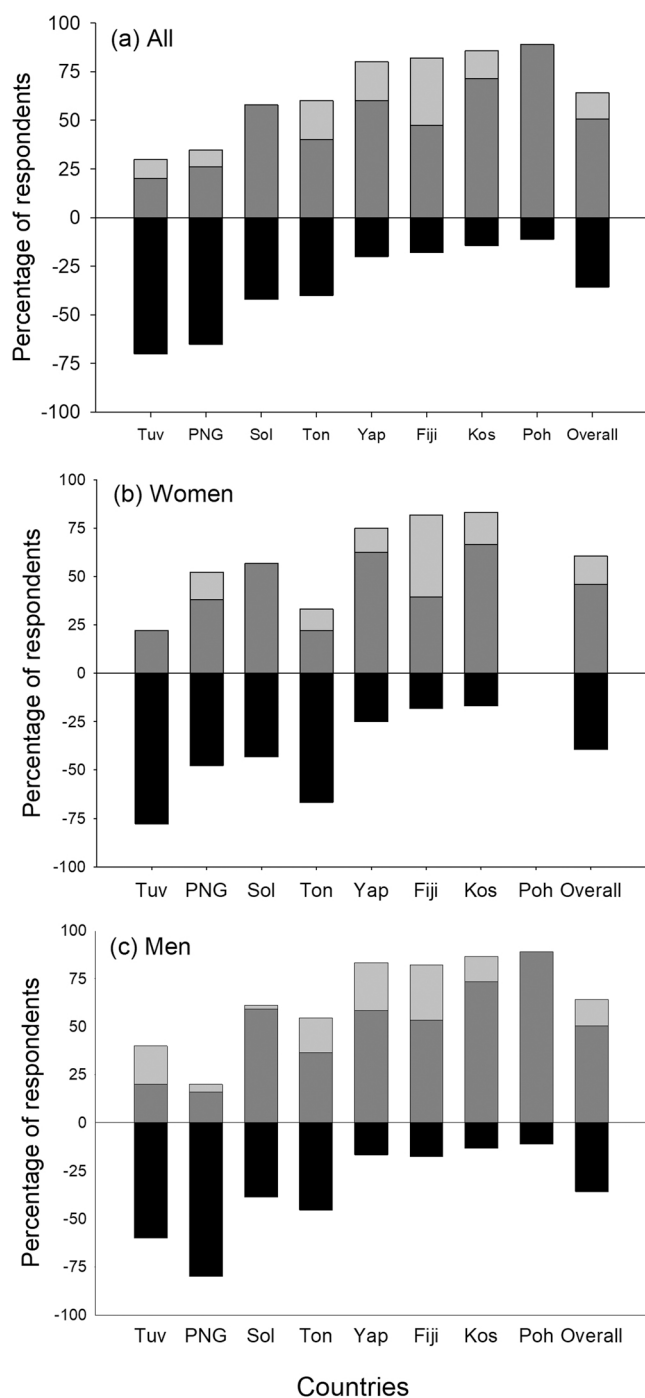 (a) All
Percentage of respondents
100
75
50
25
0
-25
-50
-75
-100
Tuv PNG Sol Ton Yap Fiji Kos Poh Overall
(b) Women
Percentage of respondents
100
75
50
25
0
-25
-50
-75
-100
Tuv PNG Sol Ton Yap Fiji Kos Poh Overall
(c) Men
Percentage of respondents
100
75
50
25
0
-25
-50
-75
-100
Tuv PNG Sol Ton Yap Fiji Kos Poh Overall
Countries